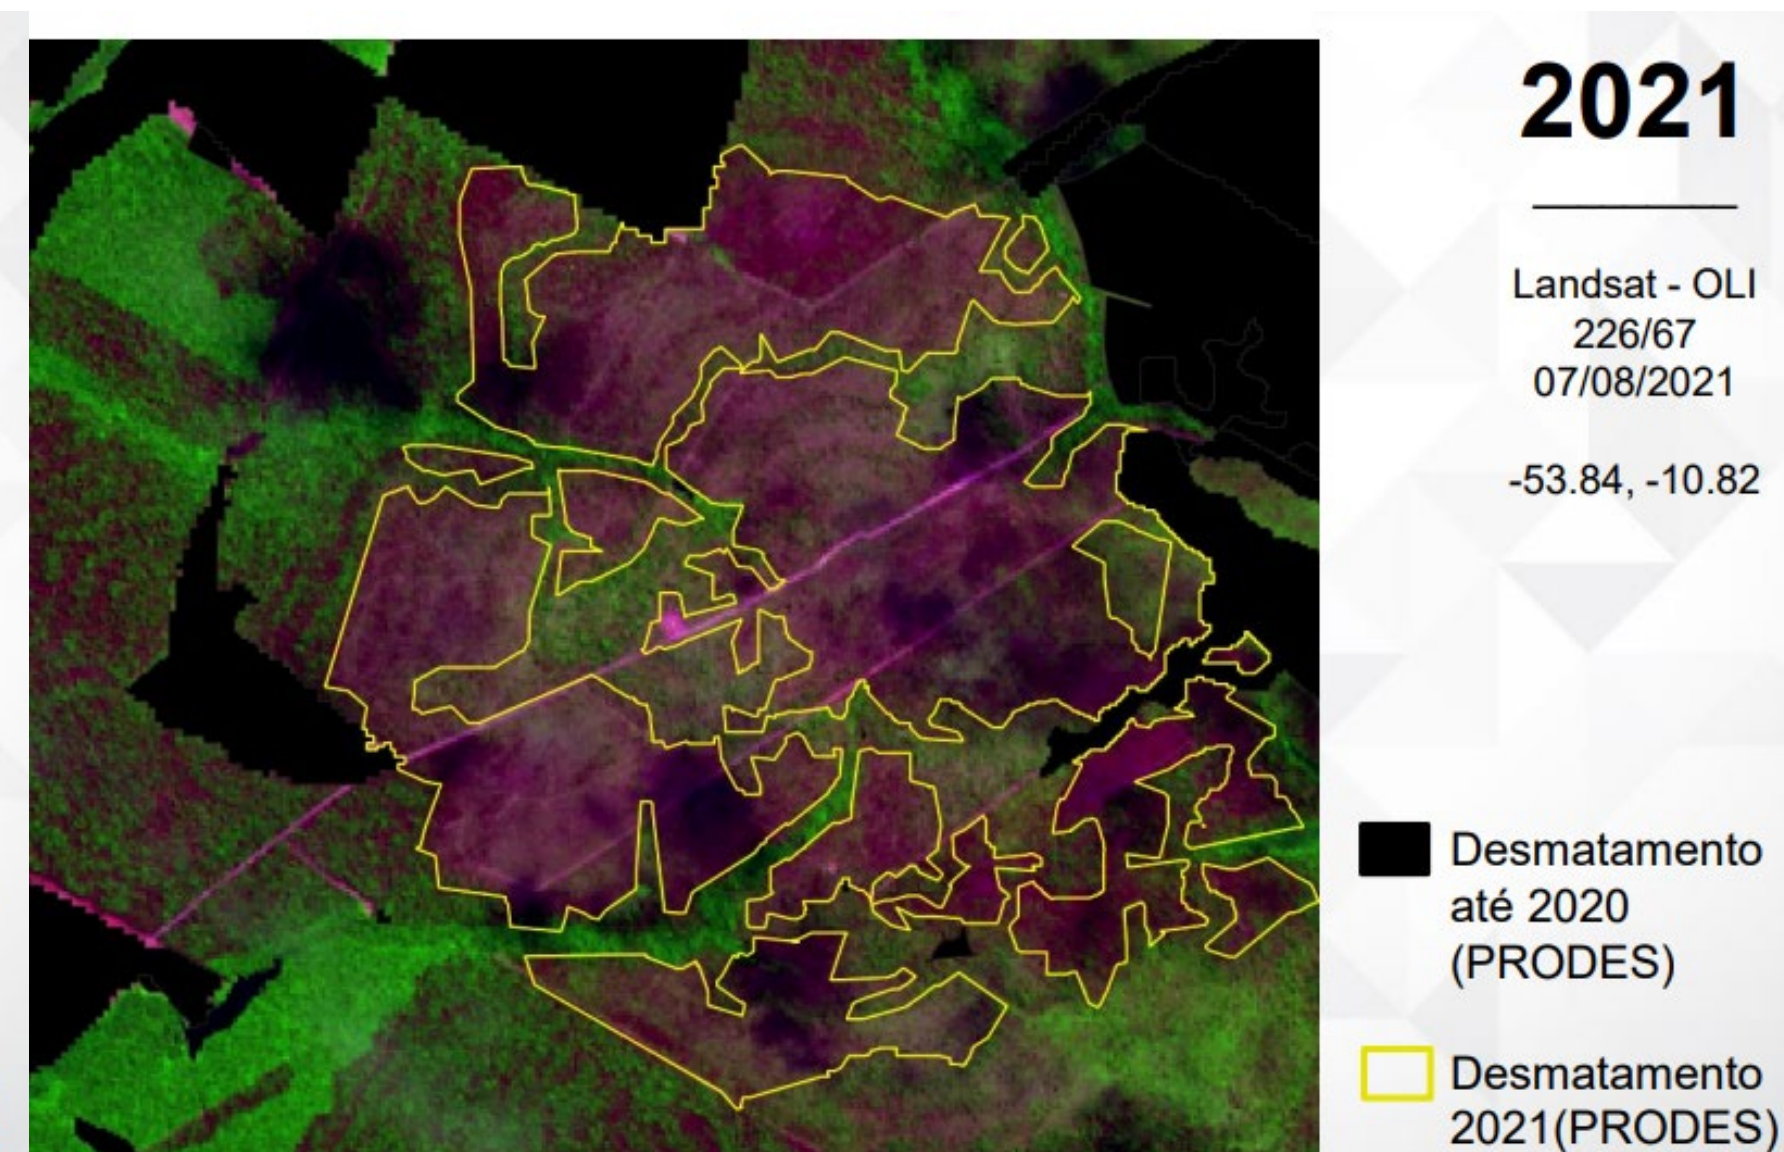 2021
Landsat - OLI
226/67
07/08/2021
-53.84, -10.82
Desmatamento
até 2020
(PRODES)
Desmatamento
2021(PRODES)